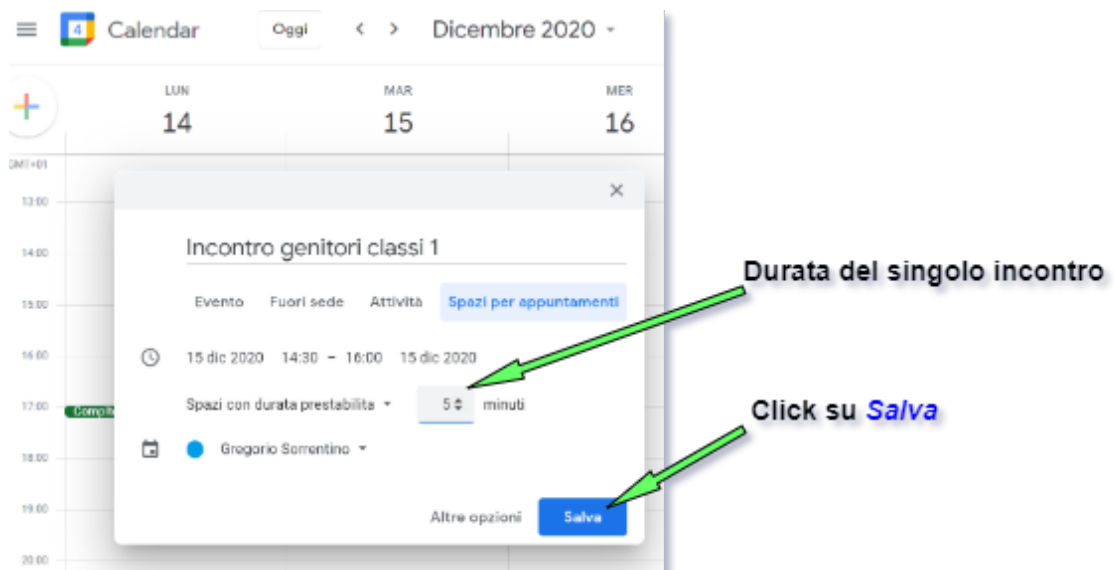 4 Calendar Oggi < > Dicembre 2020
LUN MAR MER
14 15 16
GMT+01
13:00
14:00
15:00
16:00
17:00
18:00
19:00
20:00
Incontro genitori classi 1
Evento Fuori sede Attività Spazi per appuntamenti
15 dic 2020 14:30 – 16:00 15 dic 2020
Spazi con durata prestabilita 5 minuti
Gregorio Sorrentino
Altre opzioni Salva
Durata del singolo incontro
Click su Salva